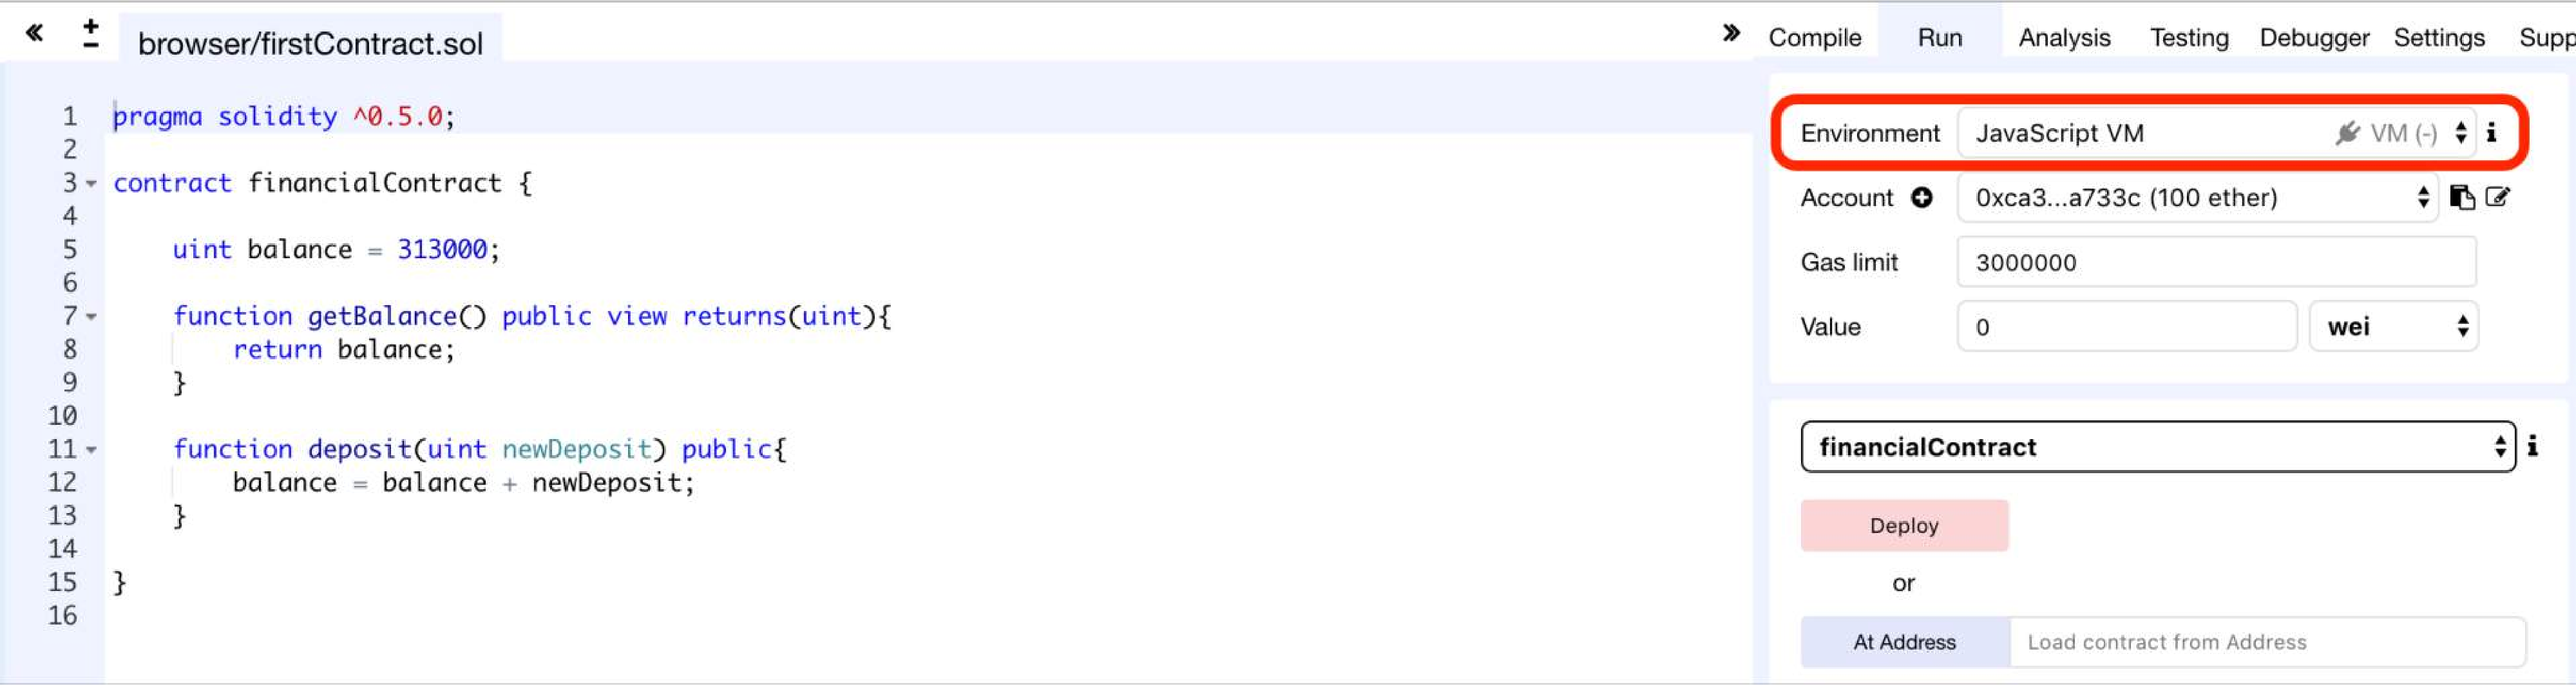 browser/firstContract.sol
1 pragma solidity ^0.5.0;
2
3 contract financialContract {
4
5 uint balance = 313000;
6
7 function getBalance() public view returns(uint){
8 return balance;
9 }
10
11 function deposit(uint newDeposit) public{
12 balance = balance + newDeposit;
13 }
14
15 }
16
Compile Run Analysis Testing Debugger Settings Supp
Environment JavaScript VM VM (-)
Account 0xca3...a733c (100 ether)
Gas limit 3000000
Value 0 wei
financialContract
Deploy
or
At Address Load contract from Address